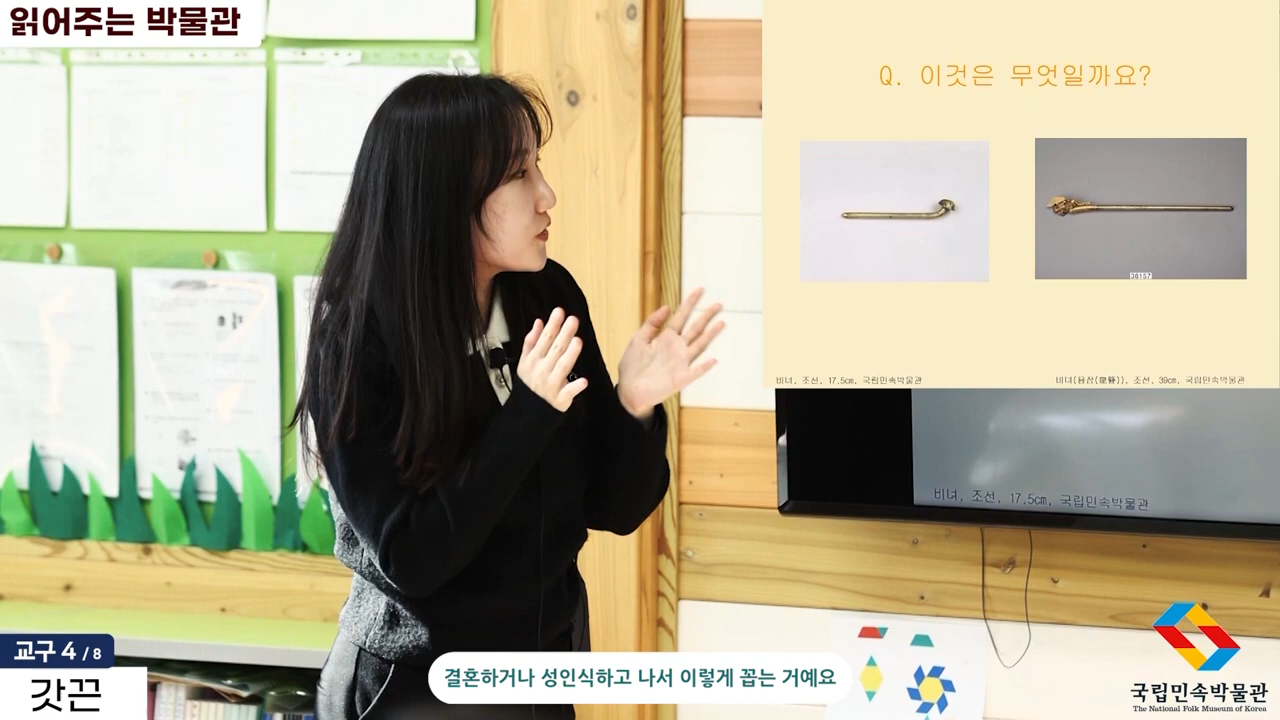 읽어주는 박물관
Q. 이것은 무엇일까요?
38157
비녀, 조선, 17.5cm, 국립민속박물관
비녀(용잠(龍簪)), 조선, 39cm, 국립민속박물관
비녀, 조선, 17.5cm, 국립민속박물관
교구 4 / 8
갓끈
결혼하거나 성인식하고 나서 이렇게 꼽는 거예요
국립민속박물관
The National Folk Museum of Korea